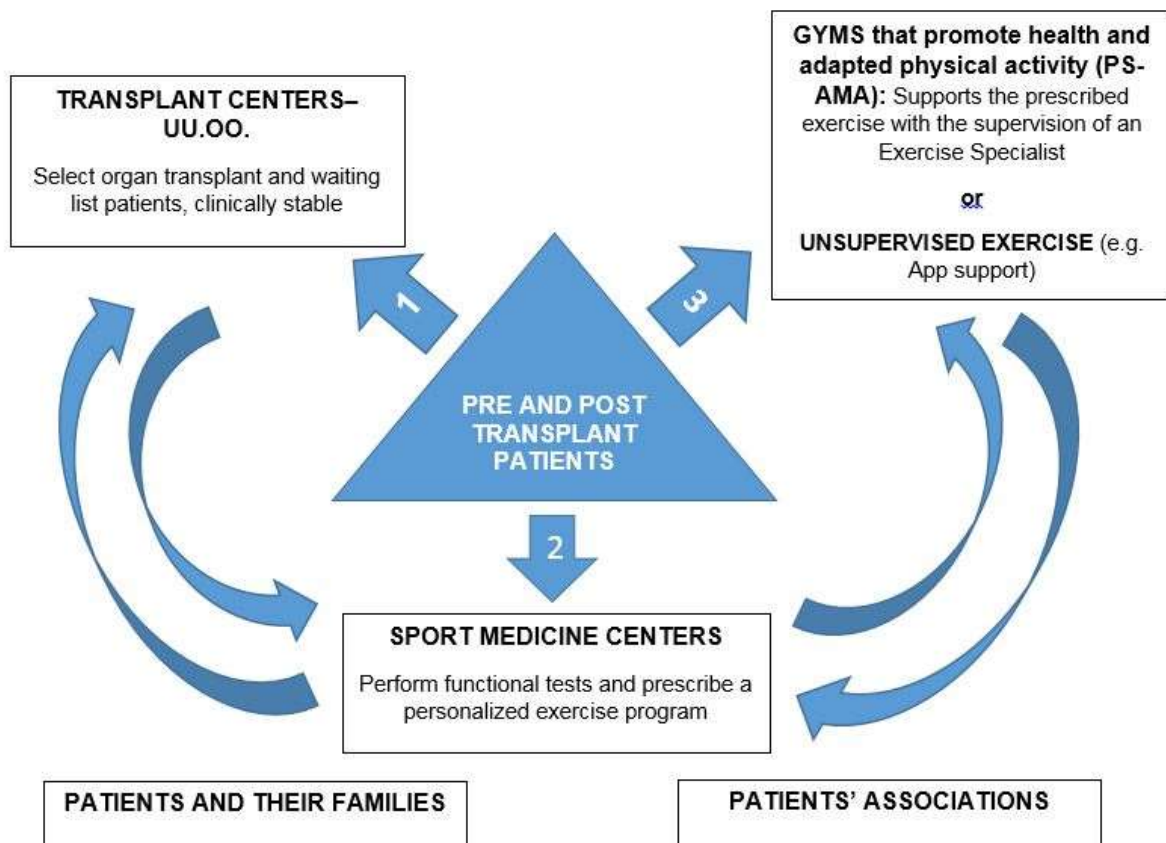 TRANSPLANT CENTERS–
UU.OO.
Select organ transplant and waiting
list patients, clinically stable
GYMS that promote health and
adapted physical activity (PS-
AMA): Supports the prescribed
exercise with the supervision of an
Exercise Specialist
or
UNSUPERVISED EXERCISE (e.g.
App support)
1
3
PRE AND POST
TRANSPLANT
PATIENTS
2
SPORT MEDICINE CENTERS
Perform functional tests and prescribe a
personalized exercise program
PATIENTS AND THEIR FAMILIES
PATIENTS’ ASSOCIATIONS